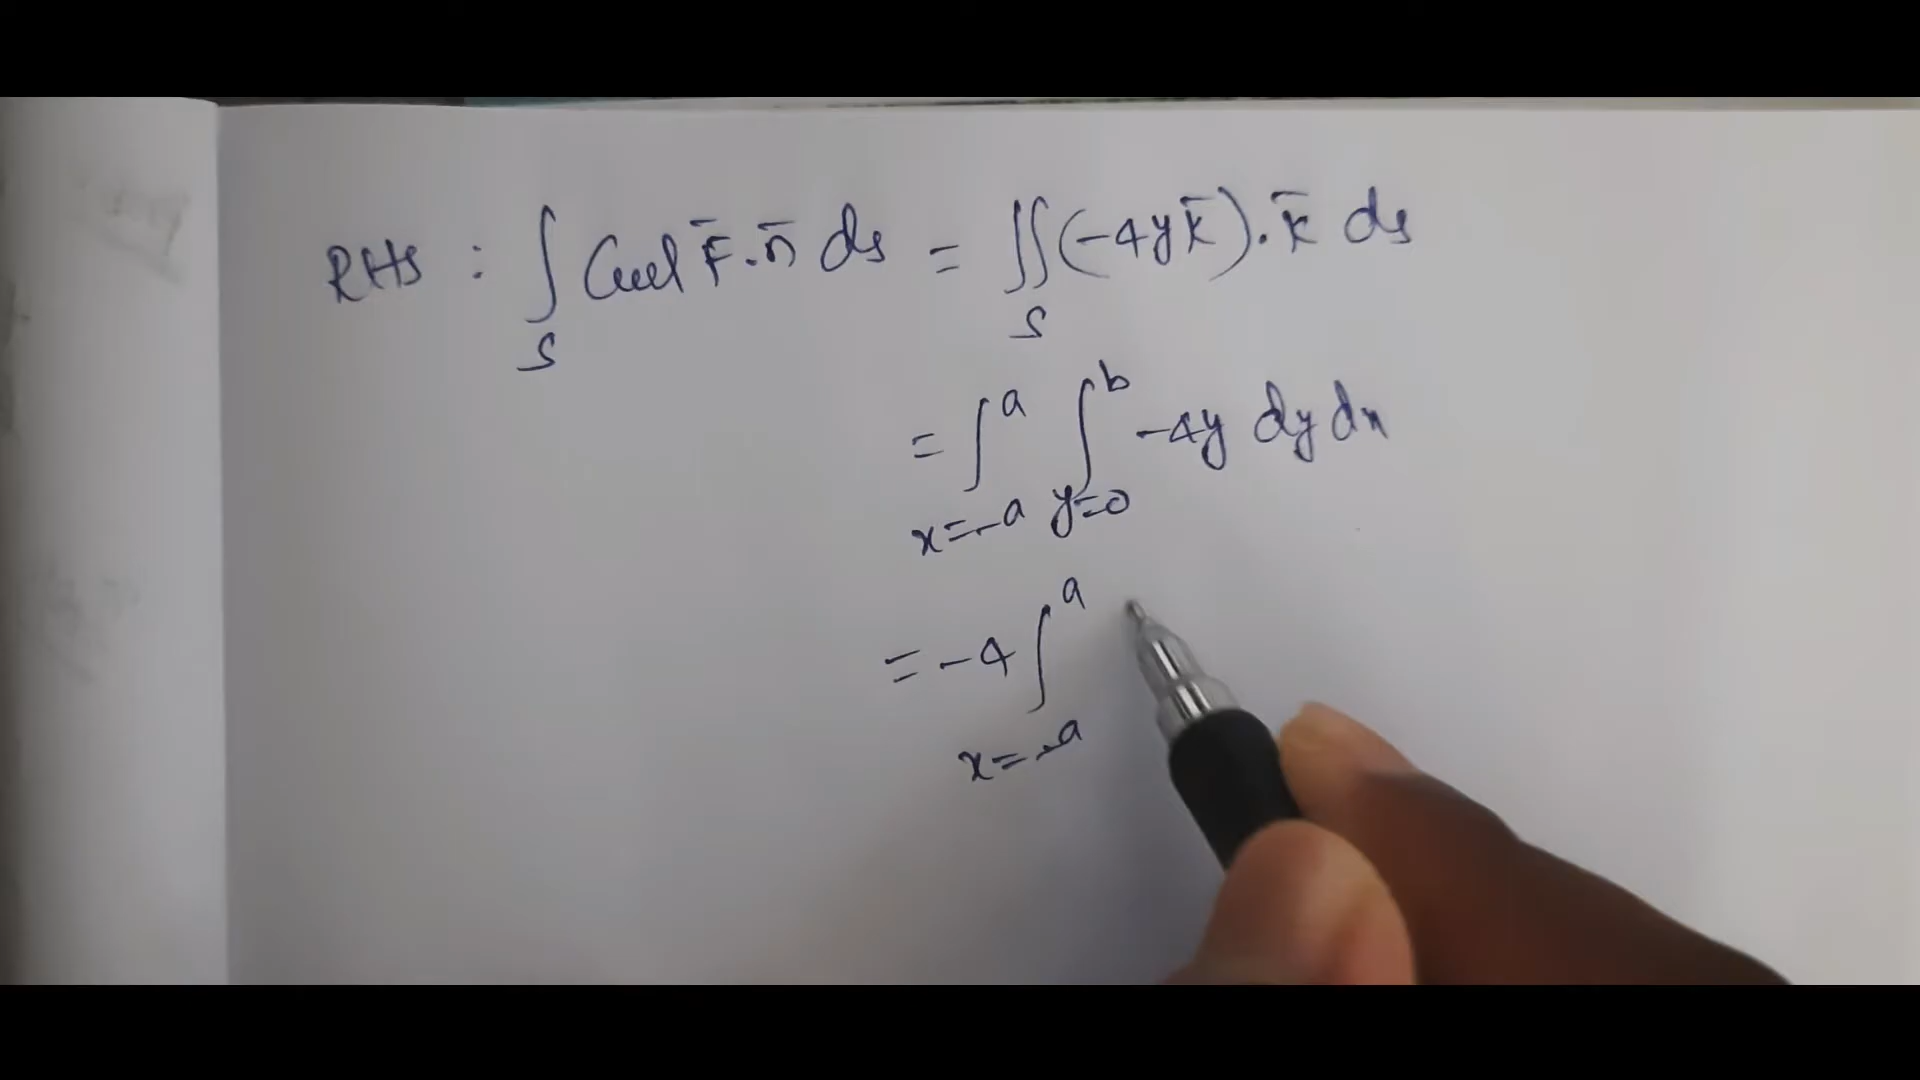 RHS : ∫_S Curl F̄.n̄ ds = ∬_S (-4y k̄).k̄ ds
= ∫_{x=-a}^{a} ∫_{y=0}^{b} -4y dy dx
= -4 ∫_{x=-a}^{a}